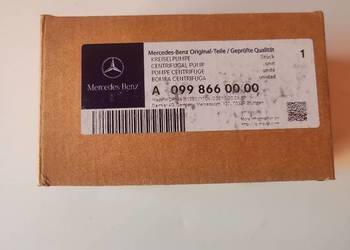 Mercedes-Benz
Mercedes-Benz Original-Teile / Geprüfte Qualität
KREISELPUMPE Stück 1
CENTRIFUGAL PUMP unit
POMPE CENTRIFUGE unité
BOMBA CENTRIFUGA unidad
A 099 866 00 00